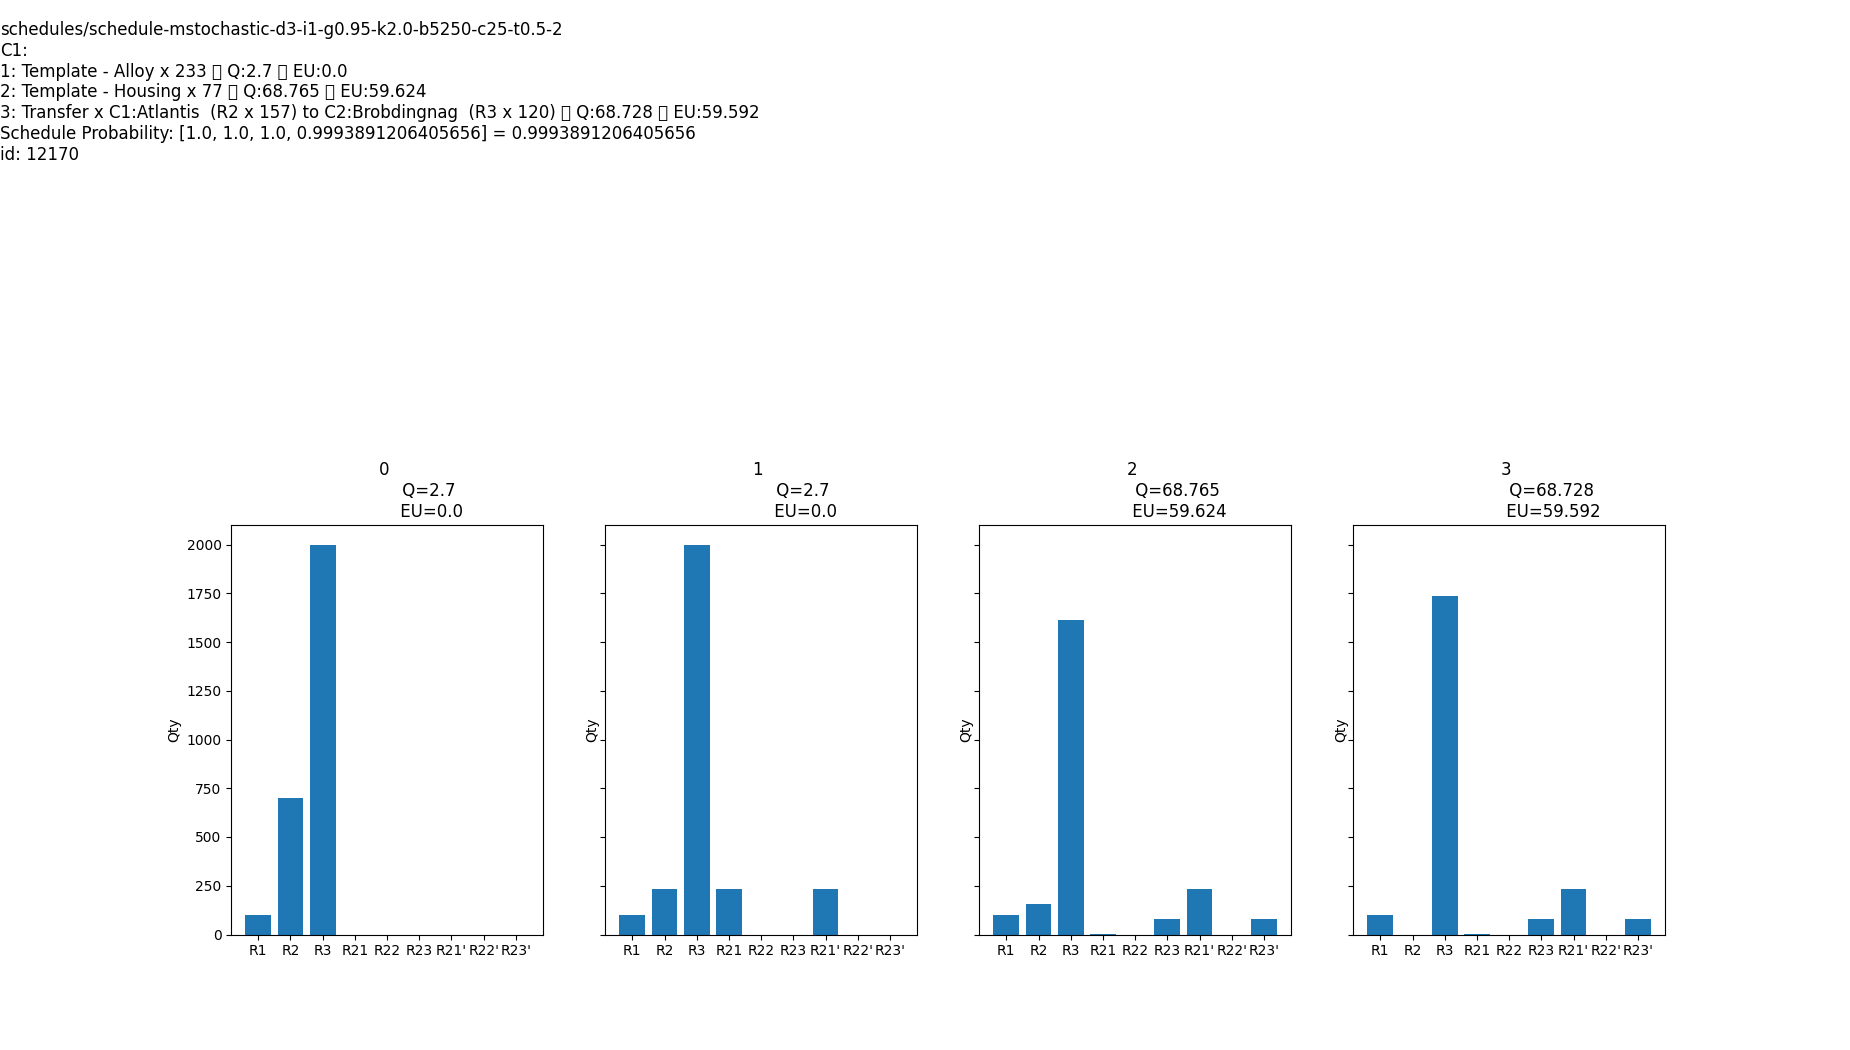 schedules/schedule-mstochastic-d3-i1-g0.95-k2.0-b5250-c25-t0.5-2
C1:
1: Template - Alloy x 233 ▯ Q:2.7 ▯ EU:0.0
2: Template - Housing x 77 ▯ Q:68.765 ▯ EU:59.624
3: Transfer x C1:Atlantis  (R2 x 157) to C2:Brobdingnag  (R3 x 120) ▯ Q:68.728 ▯ EU:59.592
Schedule Probability: [1.0, 1.0, 1.0, 0.9993891206405656] = 0.9993891206405656
id: 12170
0
Q=2.7
EU=0.0
Qty
2000
1750
1500
1250
1000
750
500
250
0
R1 R2 R3 R21 R22 R23 R21' R22' R23'
1
Q=2.7
EU=0.0
Qty
R1 R2 R3 R21 R22 R23 R21' R22' R23'
2
Q=68.765
EU=59.624
Qty
R1 R2 R3 R21 R22 R23 R21' R22' R23'
3
Q=68.728
EU=59.592
Qty
R1 R2 R3 R21 R22 R23 R21' R22' R23'